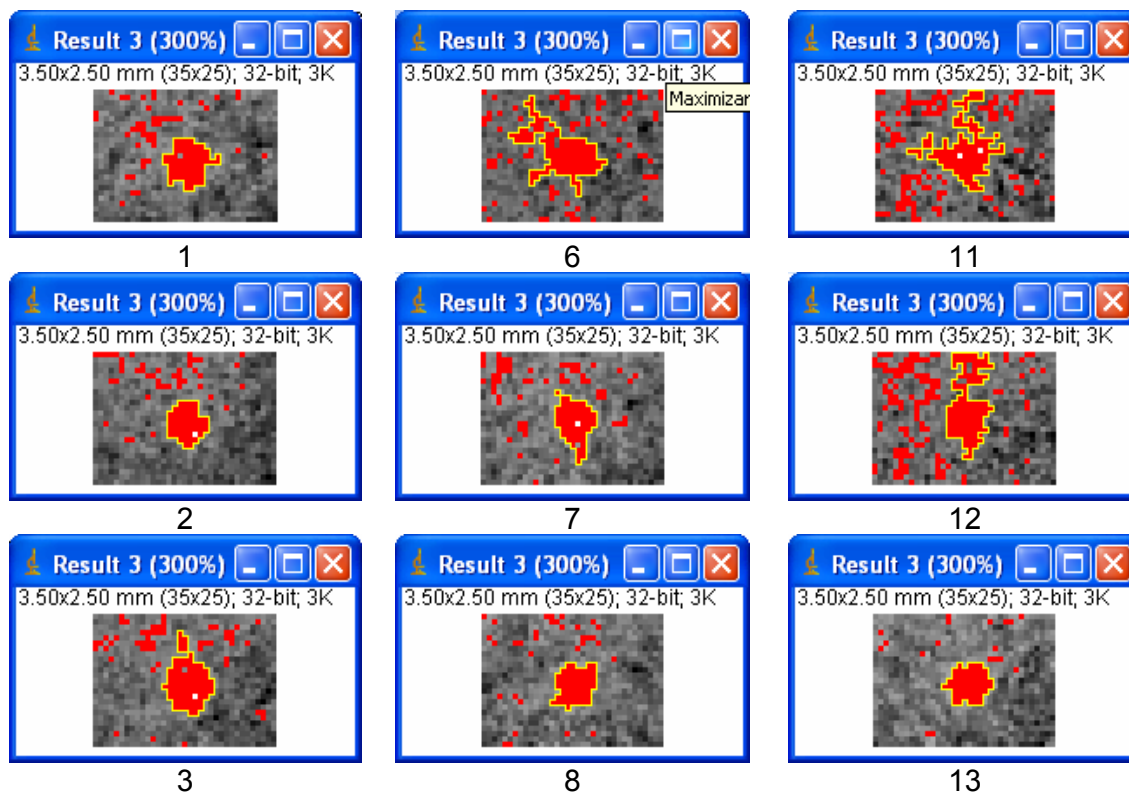 Result 3 (300%)
3.50x2.50 mm (35x25); 32-bit; 3K
1
Result 3 (300%)
3.50x2.50 mm (35x25); 32-bit; 3K
Maximizar
6
Result 3 (300%)
3.50x2.50 mm (35x25); 32-bit; 3K
11
Result 3 (300%)
3.50x2.50 mm (35x25); 32-bit; 3K
2
Result 3 (300%)
3.50x2.50 mm (35x25); 32-bit; 3K
7
Result 3 (300%)
3.50x2.50 mm (35x25); 32-bit; 3K
12
Result 3 (300%)
3.50x2.50 mm (35x25); 32-bit; 3K
3
Result 3 (300%)
3.50x2.50 mm (35x25); 32-bit; 3K
8
Result 3 (300%)
3.50x2.50 mm (35x25); 32-bit; 3K
13